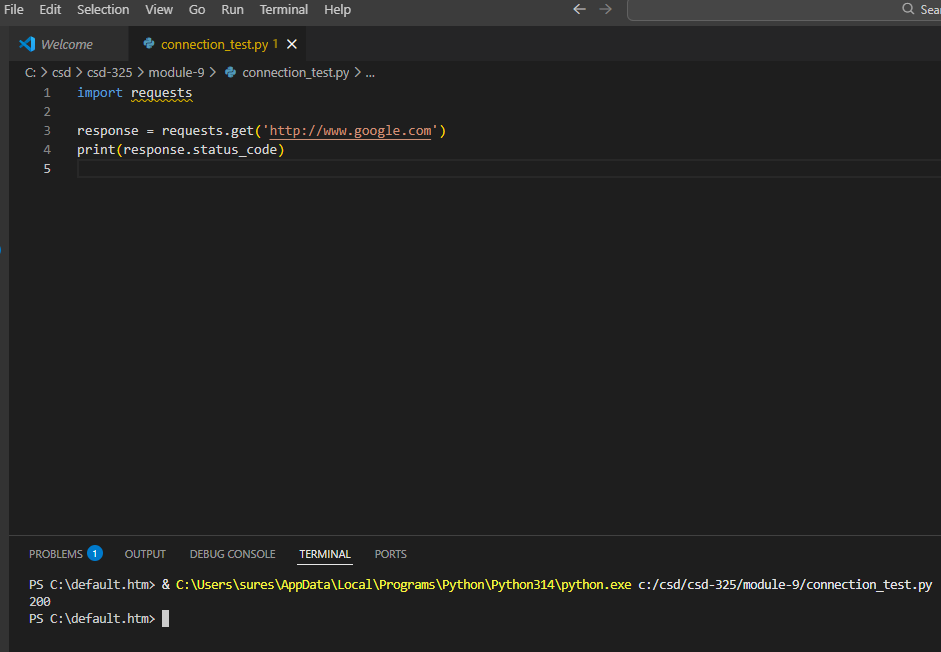 File Edit Selection View Go Run Terminal Help
Welcome connection_test.py 1
C: > csd > csd-325 > module-9 > connection_test.py > ...
1 import requests
2
3 response = requests.get('http://www.google.com')
4 print(response.status_code)
5
PROBLEMS 1 OUTPUT DEBUG CONSOLE TERMINAL PORTS
PS C:\default.htm> & C:\Users\sures\AppData\Local\Programs\Python\Python314\python.exe c:/csd/csd-325/module-9/connection_test.py
200
PS C:\default.htm>